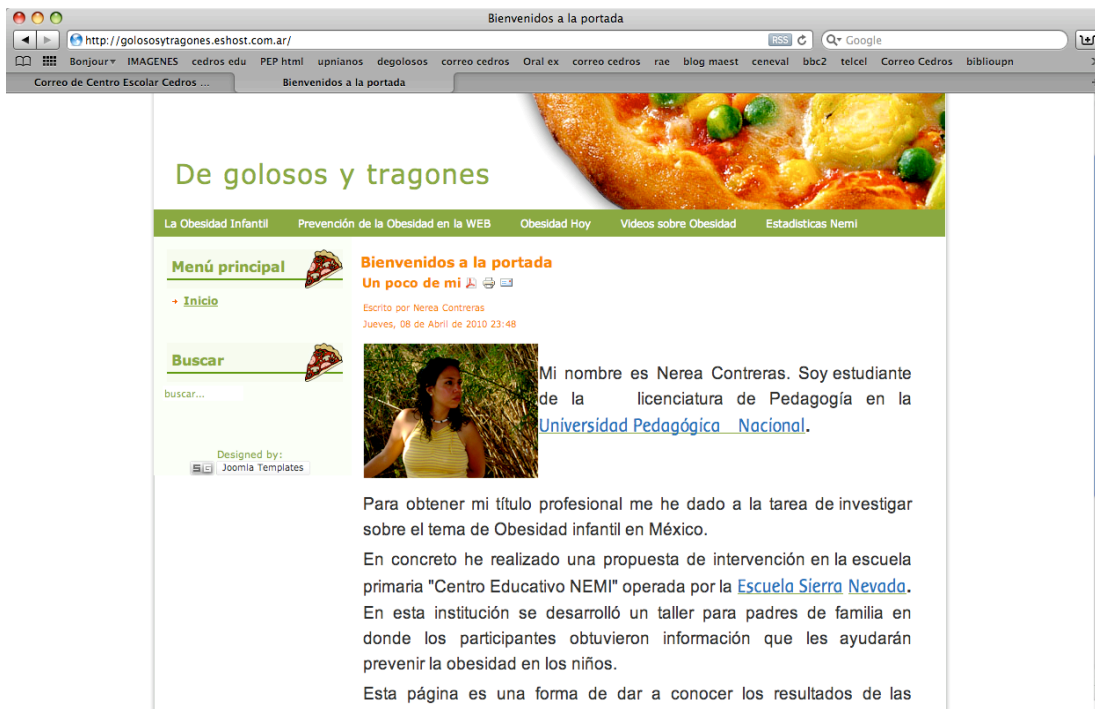 Bienvenidos a la portada
http://golososytragones.eshost.com.ar/
RSS
Google
Bonjour IMAGENES cedros edu PEP html upnianos degolosos correo cedros Oral ex correo cedros rae blog maest ceneval bbc2 telcel Correo Cedros biblioupn
Correo de Centro Escolar Cedros ... Bienvenidos a la portada
De golosos y tragones
La Obesidad Infantil Prevención de la Obesidad en la WEB Obesidad Hoy Videos sobre Obesidad Estadisticas Nemi
Menú principal
Inicio
Buscar
buscar...
Designed by:
SG Joomla Templates
Bienvenidos a la portada
Un poco de mi
Escrito por Nerea Contreras
Jueves, 08 de Abril de 2010 23:48
Mi nombre es Nerea Contreras. Soy estudiante
de la licenciatura de Pedagogía en la
Universidad Pedagógica Nacional.
Para obtener mi título profesional me he dado a la tarea de investigar
sobre el tema de Obesidad infantil en México.
En concreto he realizado una propuesta de intervención en la escuela
primaria "Centro Educativo NEMI" operada por la Escuela Sierra Nevada.
En esta institución se desarrolló un taller para padres de familia en
donde los participantes obtuvieron información que les ayudarán
prevenir la obesidad en los niños.
Esta página es una forma de dar a conocer los resultados de las